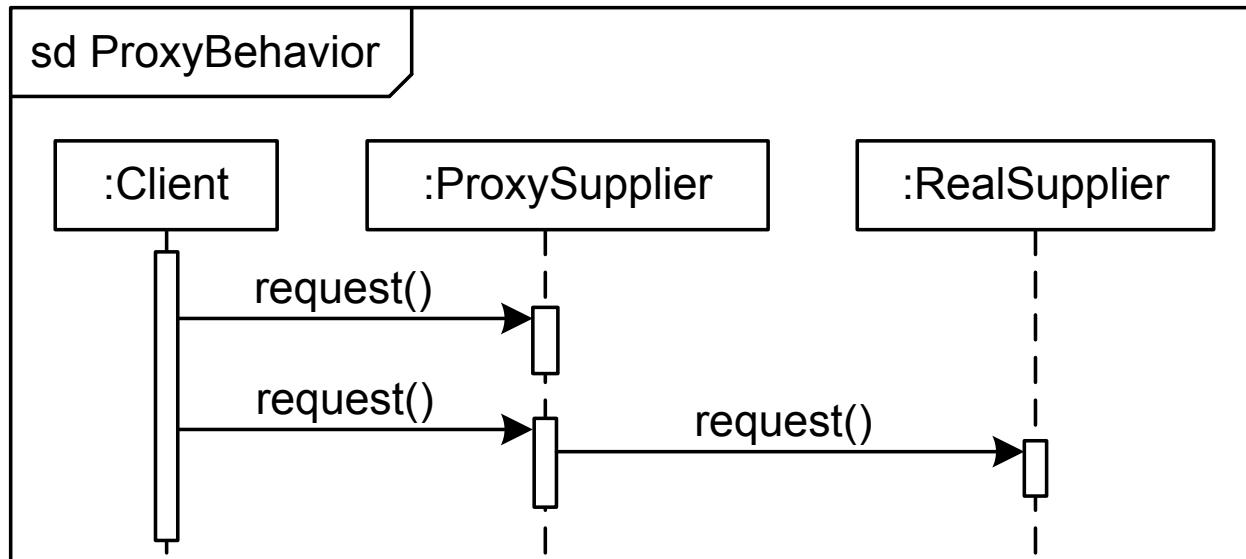 sd ProxyBehavior
:Client
:ProxySupplier
:RealSupplier
request()
request()
request()